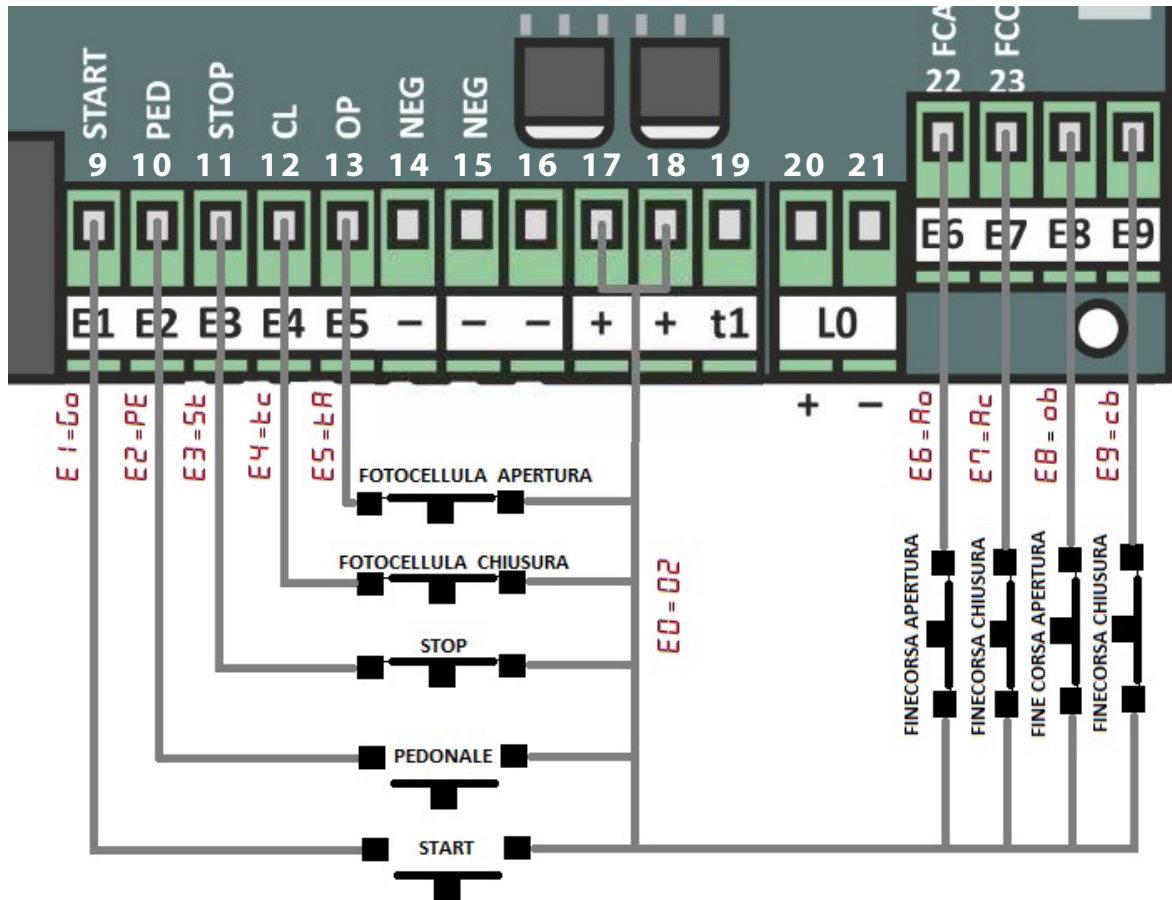 START
PED
STOP
CL
OP
NEG
NEG
FCA
FCC
22 23
9 10 11 12 13 14 15 16 17 18 19 20 21
E6 E7 E8 E9
E1 E2 E3 E4 E5 – – – + + t1 L0
+ –
E1=Go
E2=PE
E3=St
E4=tc
E5=tA
E6=Ao
E7=Ac
E8=ob
E9=cb
FOTOCELLULA APERTURA
FOTOCELLULA CHIUSURA
STOP
PEDONALE
START
E0=02
FINECORSA APERTURA
FINECORSA CHIUSURA
FINE CORSA APERTURA
FINECORSA CHIUSURA